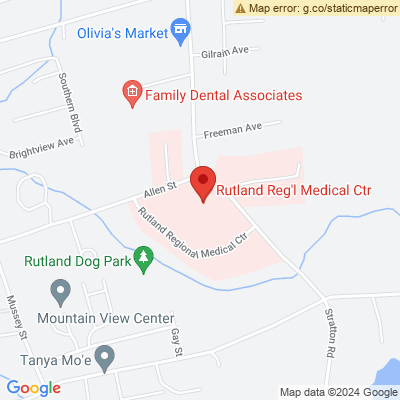 Map error: g.co/staticmaperror
Olivia's Market
Gilrain Ave
Southern Blvd
Family Dental Associates
Freeman Ave
Brightview Ave
Allen St
Rutland Reg'l Medical Ctr
Rutland Regional Medical Ctr
Rutland Dog Park
Mussey St
Mountain View Center
Gay St
Stratton Rd
Tanya Mo'e
Google
Map data ©2024 Google